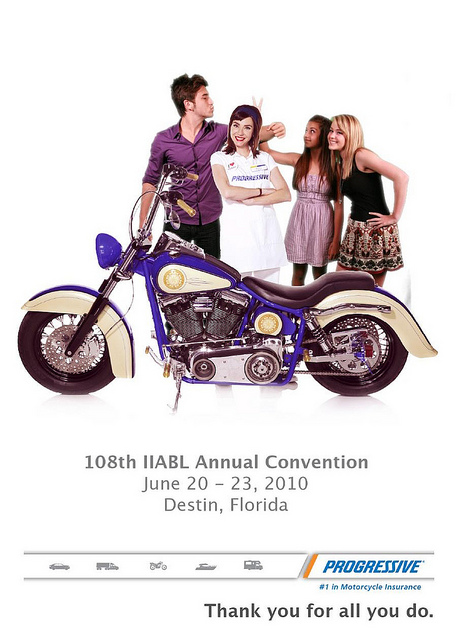 PROGRESSIVE
108th IIABL Annual Convention
June 20 - 23, 2010
Destin, Florida
PROGRESSIVE
#1 in Motorcycle Insurance
Thank you for all you do.